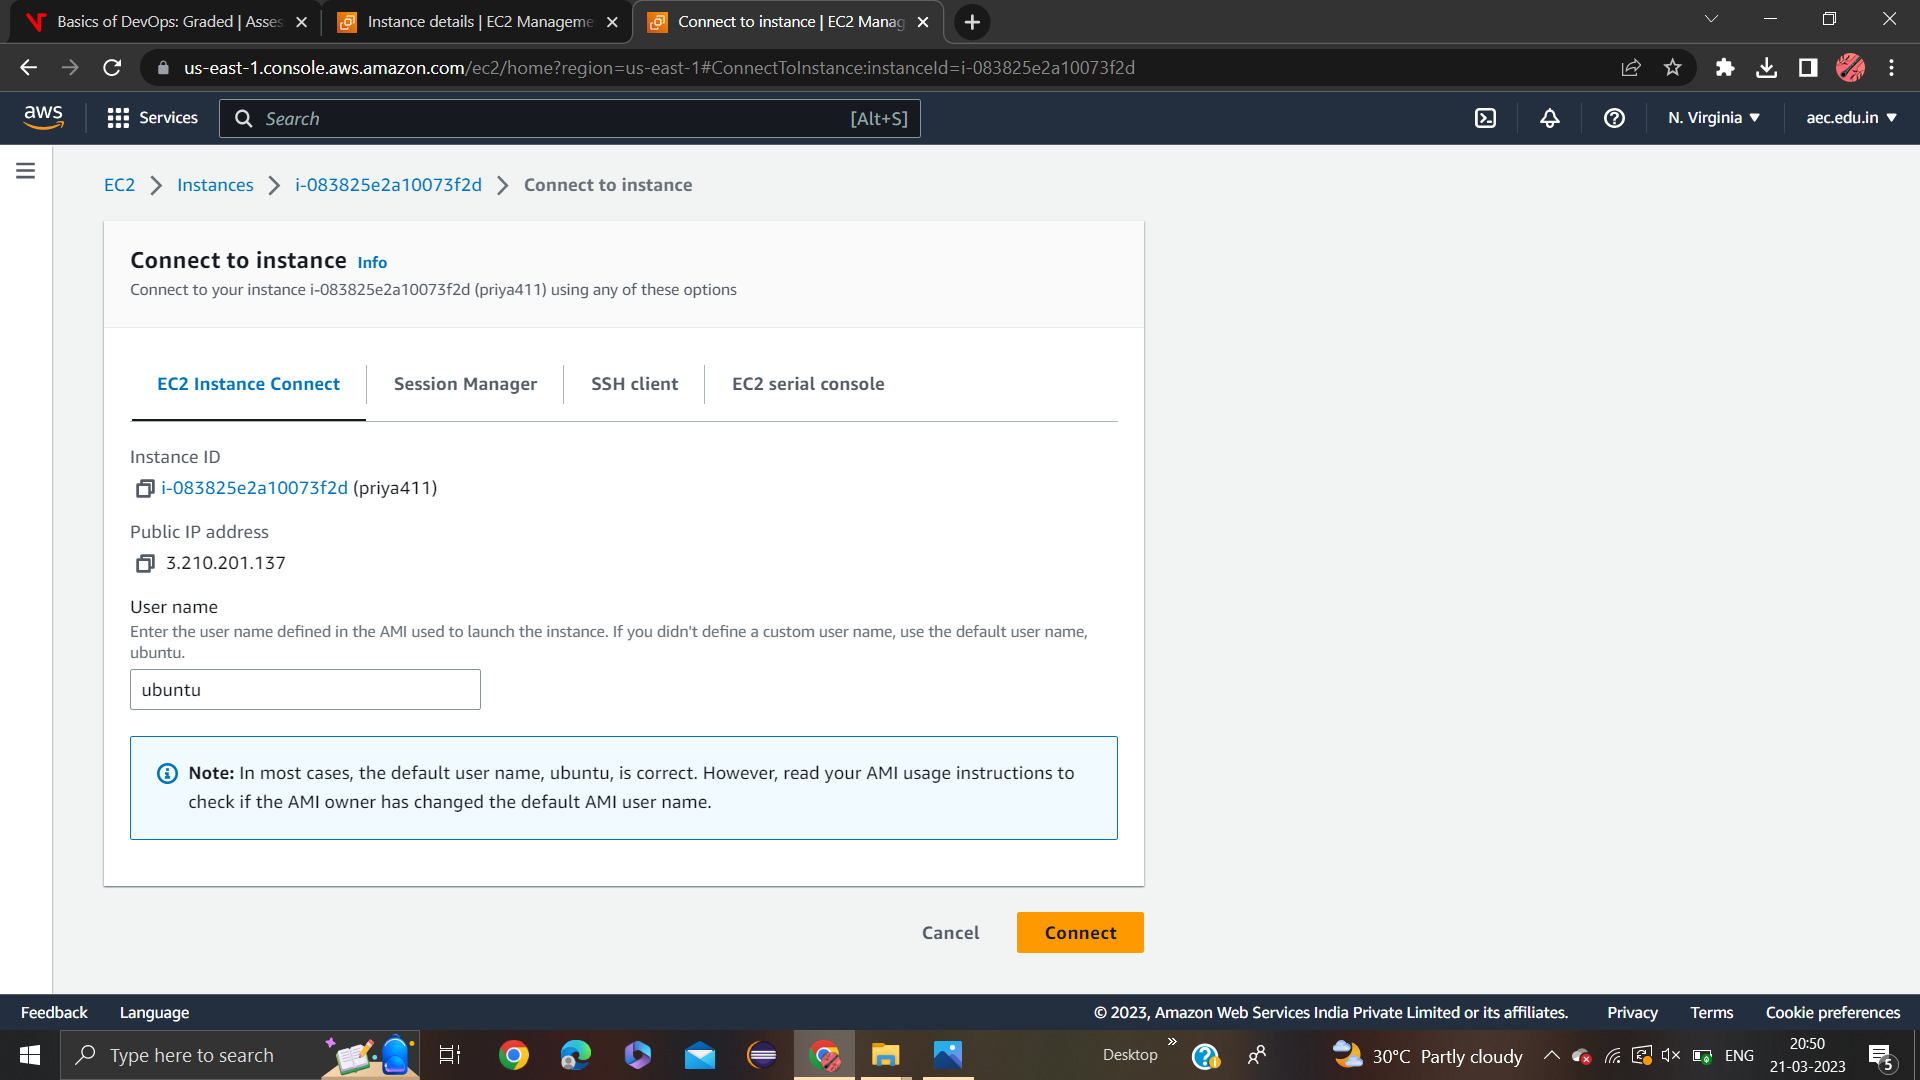 Basics of DevOps: Graded | Asses
Instance details | EC2 Manageme
Connect to instance | EC2 Manag
us-east-1.console.aws.amazon.com/ec2/home?region=us-east-1#ConnectToInstance:instanceId=i-083825e2a10073f2d
aws
Services
Search
[Alt+S]
N. Virginia
aec.edu.in
EC2
Instances
i-083825e2a10073f2d
Connect to instance
Connect to instance Info
Connect to your instance i-083825e2a10073f2d (priya411) using any of these options
EC2 Instance Connect
Session Manager
SSH client
EC2 serial console
Instance ID
i-083825e2a10073f2d (priya411)
Public IP address
3.210.201.137
User name
Enter the user name defined in the AMI used to launch the instance. If you didn't define a custom user name, use the default user name,
ubuntu.
ubuntu
Note: In most cases, the default user name, ubuntu, is correct. However, read your AMI usage instructions to
check if the AMI owner has changed the default AMI user name.
Cancel
Connect
Feedback
Language
© 2023, Amazon Web Services India Private Limited or its affiliates.
Privacy
Terms
Cookie preferences
Type here to search
Desktop
30°C Partly cloudy
ENG
20:50
21-03-2023
5